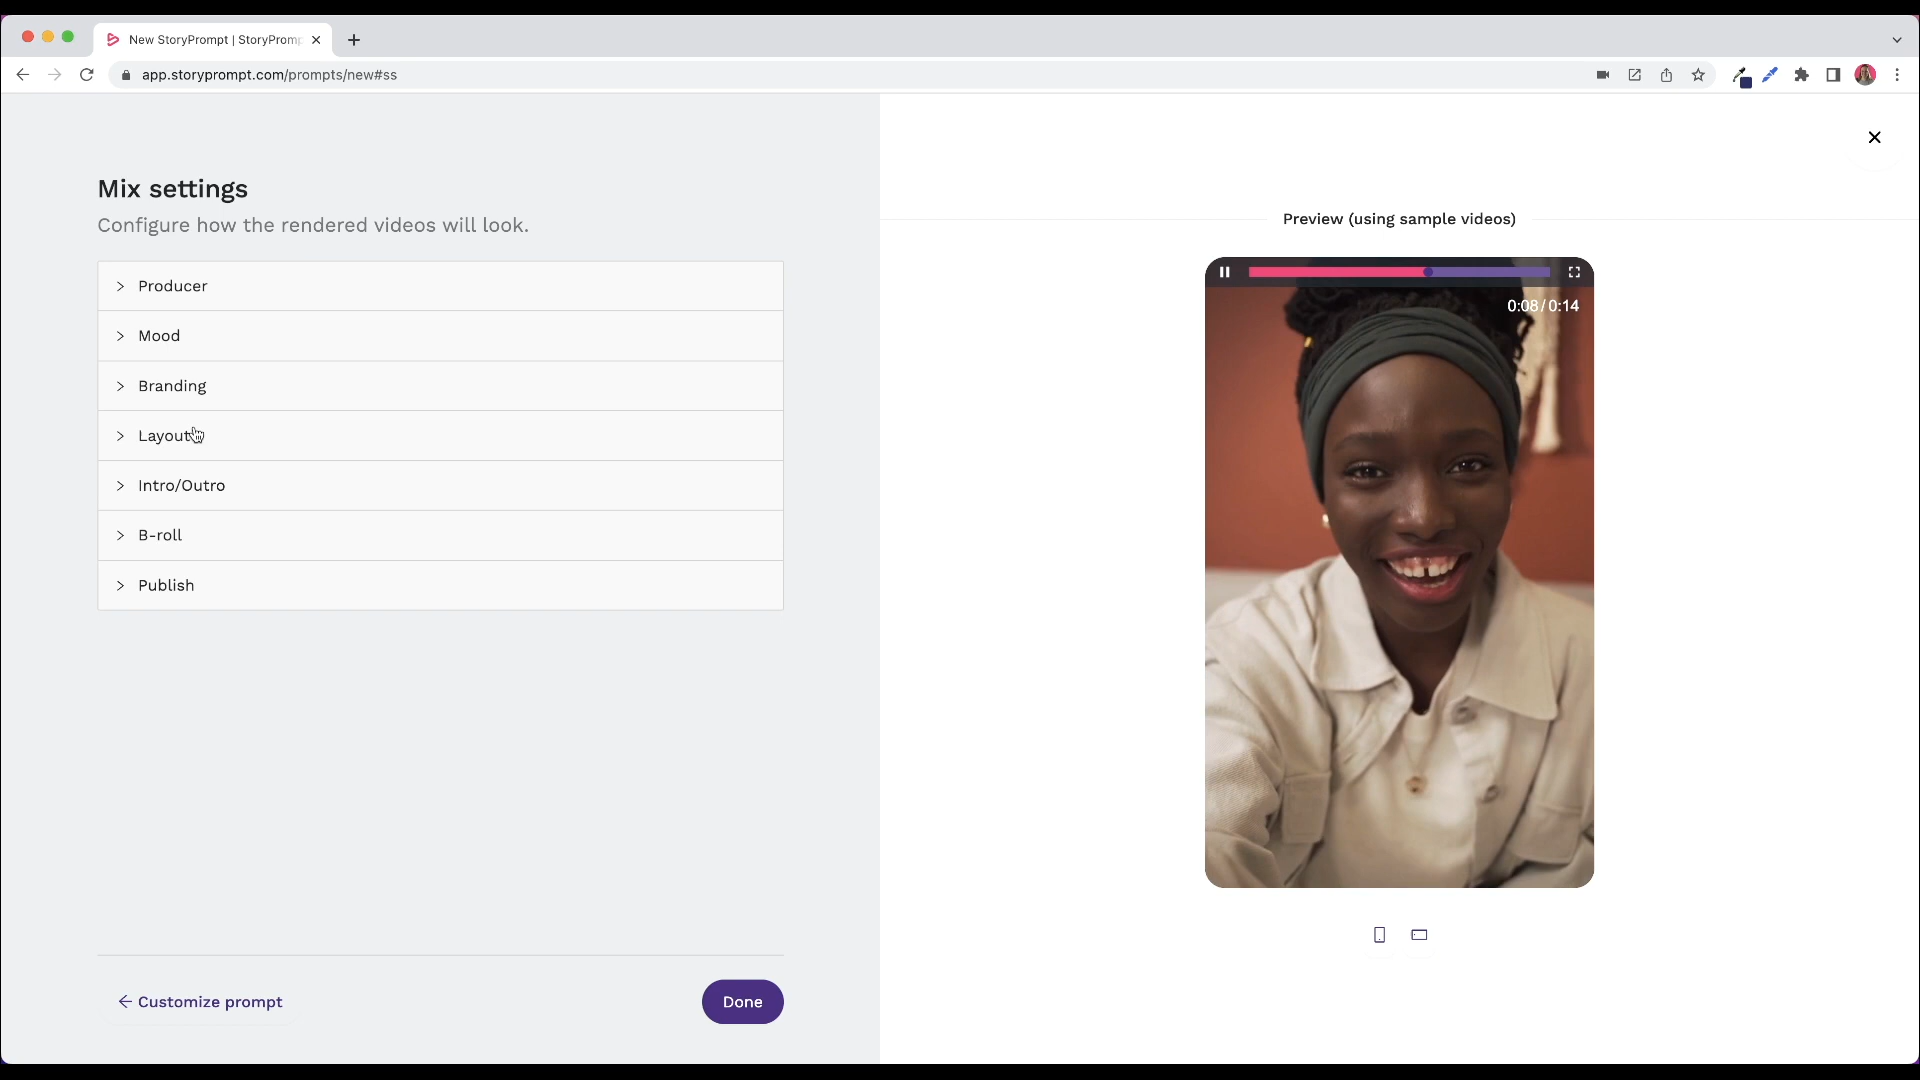 New StoryPrompt | StoryPromp
app.storyprompt.com/prompts/new#ss
Mix settings
Configure how the rendered videos will look.
Producer
Mood
Branding
Layout
Intro/Outro
B-roll
Publish
Customize prompt
Done
Preview (using sample videos)
0:08/0:14